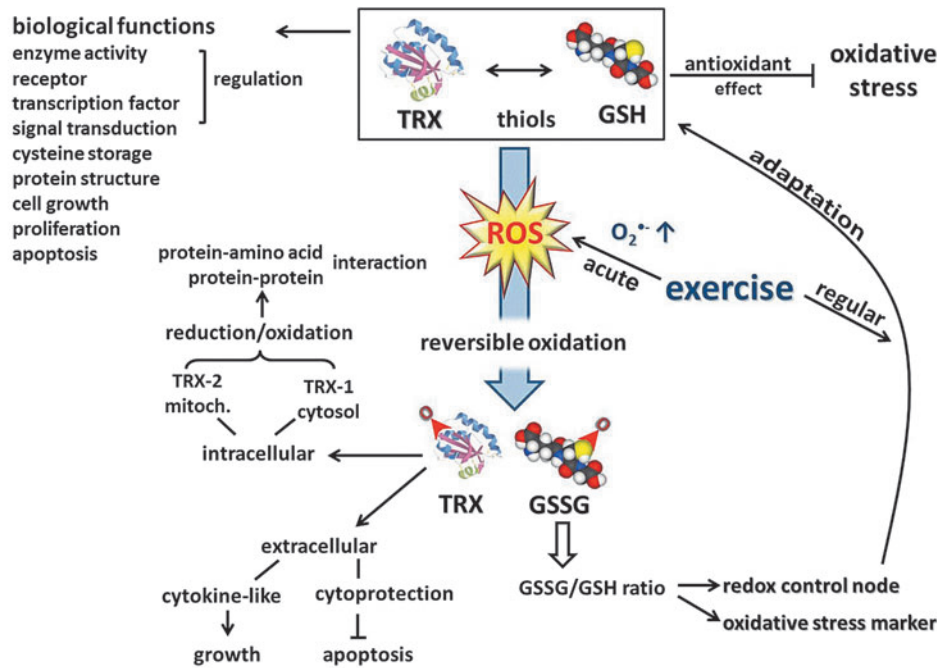 biological functions
enzyme activity
receptor
transcription factor
signal transduction
regulation
cysteine storage
protein structure
cell growth
proliferation
apoptosis
TRX
thiols
GSH
antioxidant
effect
oxidative
stress
adaptation
ROS
O₂•- ↑
acute
exercise
regular
protein-amino acid
protein-protein
interaction
reduction/oxidation
reversible oxidation
TRX-2
mitoch.
TRX-1
cytosol
intracellular
O
O
TRX
GSSG
extracellular
cytokine-like
cytoprotection
growth
apoptosis
GSSG/GSH ratio
redox control node
oxidative stress marker